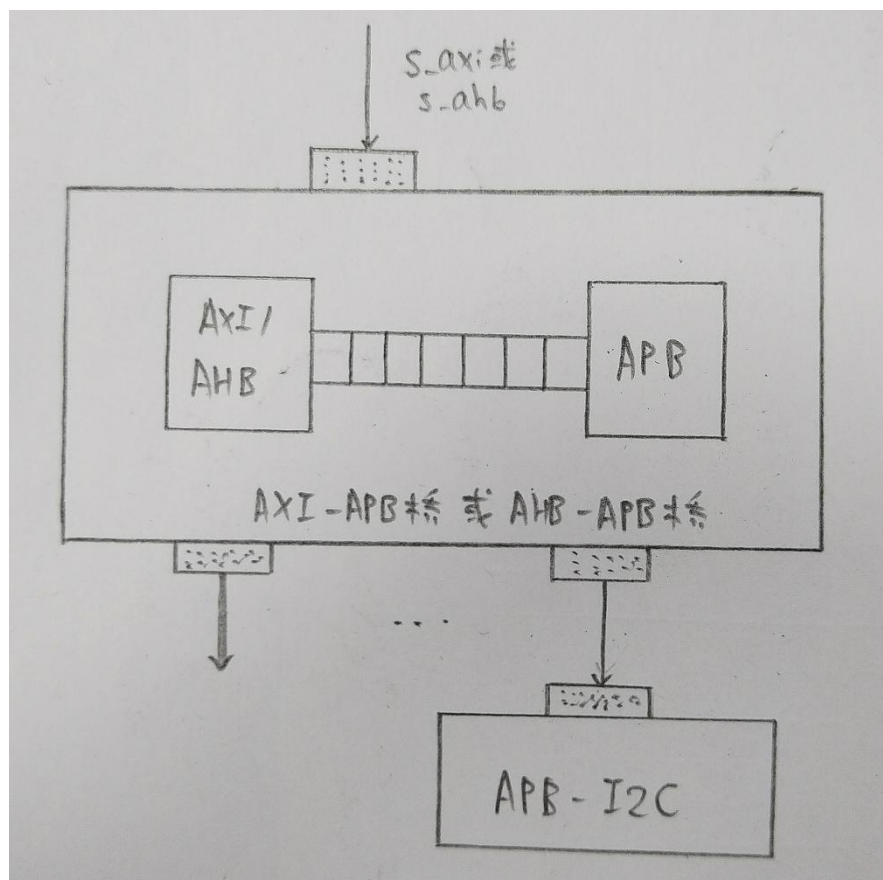 s_axi或
s_ahb
AXI/
AHB
APB
AXI-APB桥 或 AHB-APB桥
...
APB-I2C